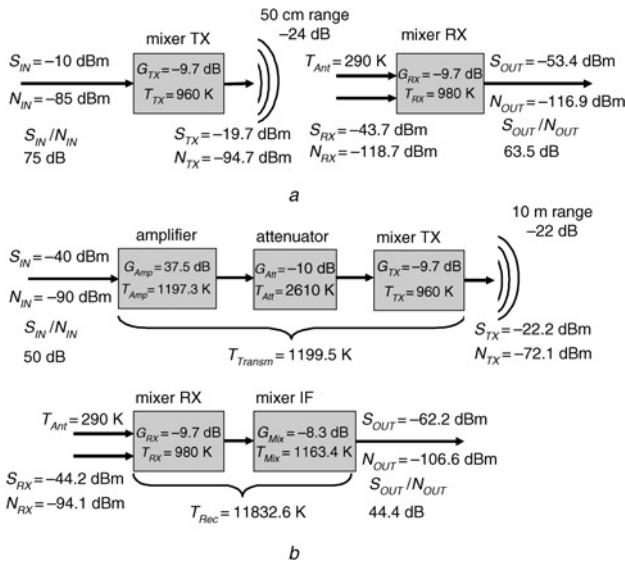 50 cm range
−24 dB
mixer TX
mixer RX
S_IN = −10 dBm
N_IN = −85 dBm
S_IN / N_IN
75 dB
G_TX = −9.7 dB
T_TX = 960 K
S_TX = −19.7 dBm
N_TX = −94.7 dBm
T_Ant = 290 K
S_RX = −43.7 dBm
N_RX = −118.7 dBm
G_RX = −9.7 dB
T_RX = 980 K
S_OUT = −53.4 dBm
N_OUT = −116.9 dBm
S_OUT / N_OUT
63.5 dB
a
10 m range
−22 dB
amplifier
attenuator
mixer TX
S_IN = −40 dBm
N_IN = −90 dBm
S_IN / N_IN
50 dB
G_Amp = 37.5 dB
T_Amp = 1197.3 K
G_Att = −10 dB
T_Att = 2610 K
G_TX = −9.7 dB
T_TX = 960 K
S_TX = −22.2 dBm
N_TX = −72.1 dBm
T_Transm = 1199.5 K
mixer RX
mixer IF
T_Ant = 290 K
S_RX = −44.2 dBm
N_RX = −94.1 dBm
G_RX = −9.7 dB
T_RX = 980 K
G_Mix = −8.3 dB
T_Mix = 1163.4 K
S_OUT = −62.2 dBm
N_OUT = −106.6 dBm
S_OUT / N_OUT
44.4 dB
T_Rec = 11832.6 K
b